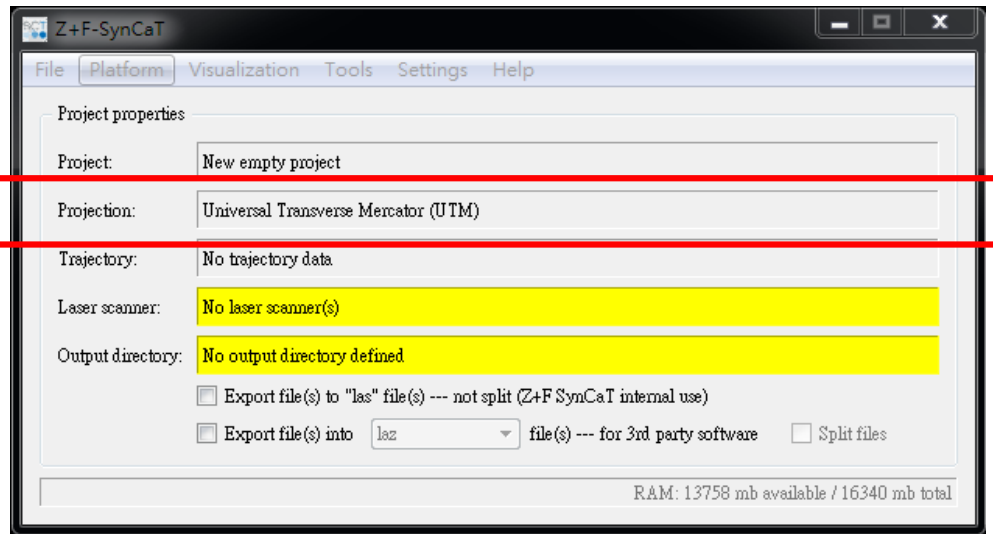 Z+F-SynCaT
File Platform Visualization Tools Settings Help
Project properties
Project: New empty project
Projection: Universal Transverse Mercator (UTM)
Trajectory: No trajectory data
Laser scanner: No laser scanner(s)
Output directory: No output directory defined
Export file(s) to "las" file(s) --- not split (Z+F SynCaT internal use)
Export file(s) into laz file(s) --- for 3rd party software Split files
RAM: 13758 mb available / 16340 mb total